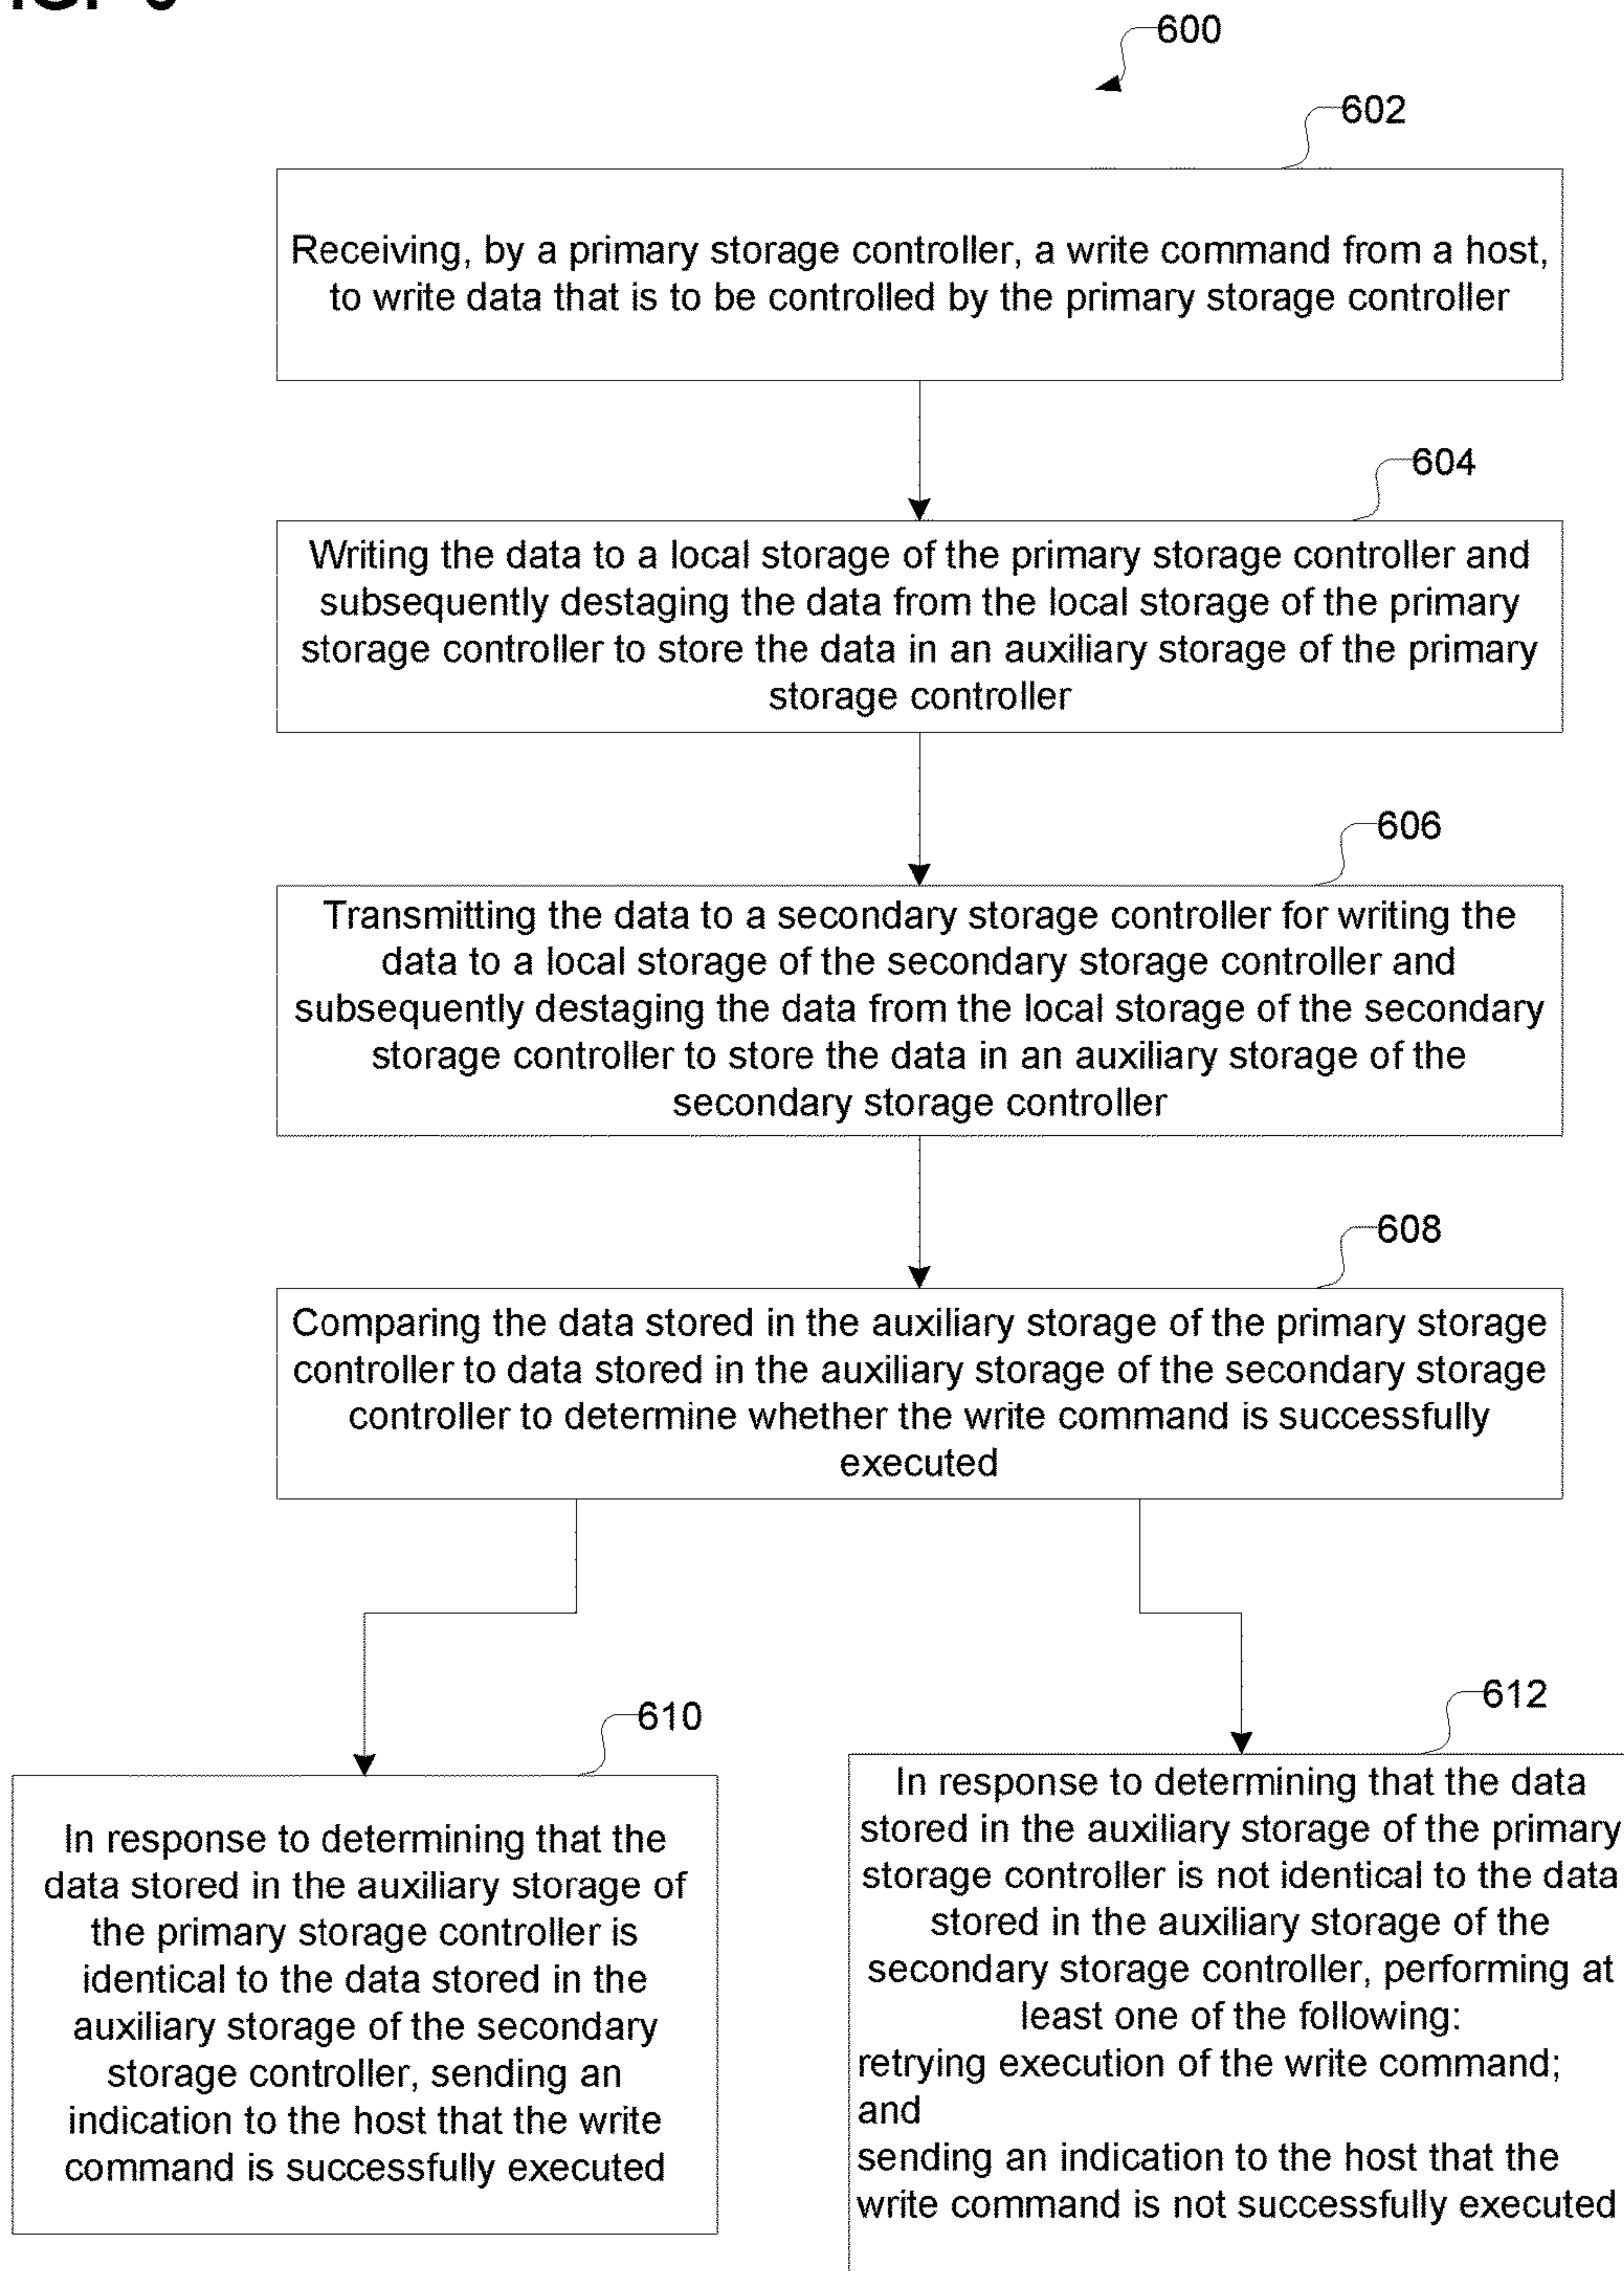 600
602
Receiving, by a primary storage controller, a write command from a host,
to write data that is to be controlled by the primary storage controller
604
Writing the data to a local storage of the primary storage controller and
subsequently destaging the data from the local storage of the primary
storage controller to store the data in an auxiliary storage of the primary
storage controller
606
Transmitting the data to a secondary storage controller for writing the
data to a local storage of the secondary storage controller and
subsequently destaging the data from the local storage of the secondary
storage controller to store the data in an auxiliary storage of the
secondary storage controller
608
Comparing the data stored in the auxiliary storage of the primary storage
controller to data stored in the auxiliary storage of the secondary storage
controller to determine whether the write command is successfully
executed
610
In response to determining that the
data stored in the auxiliary storage of
the primary storage controller is
identical to the data stored in the
auxiliary storage of the secondary
storage controller, sending an
indication to the host that the write
command is successfully executed
612
In response to determining that the data
stored in the auxiliary storage of the primary
storage controller is not identical to the data
stored in the auxiliary storage of the
secondary storage controller, performing at
least one of the following:
retrying execution of the write command;
and
sending an indication to the host that the
write command is not successfully executed